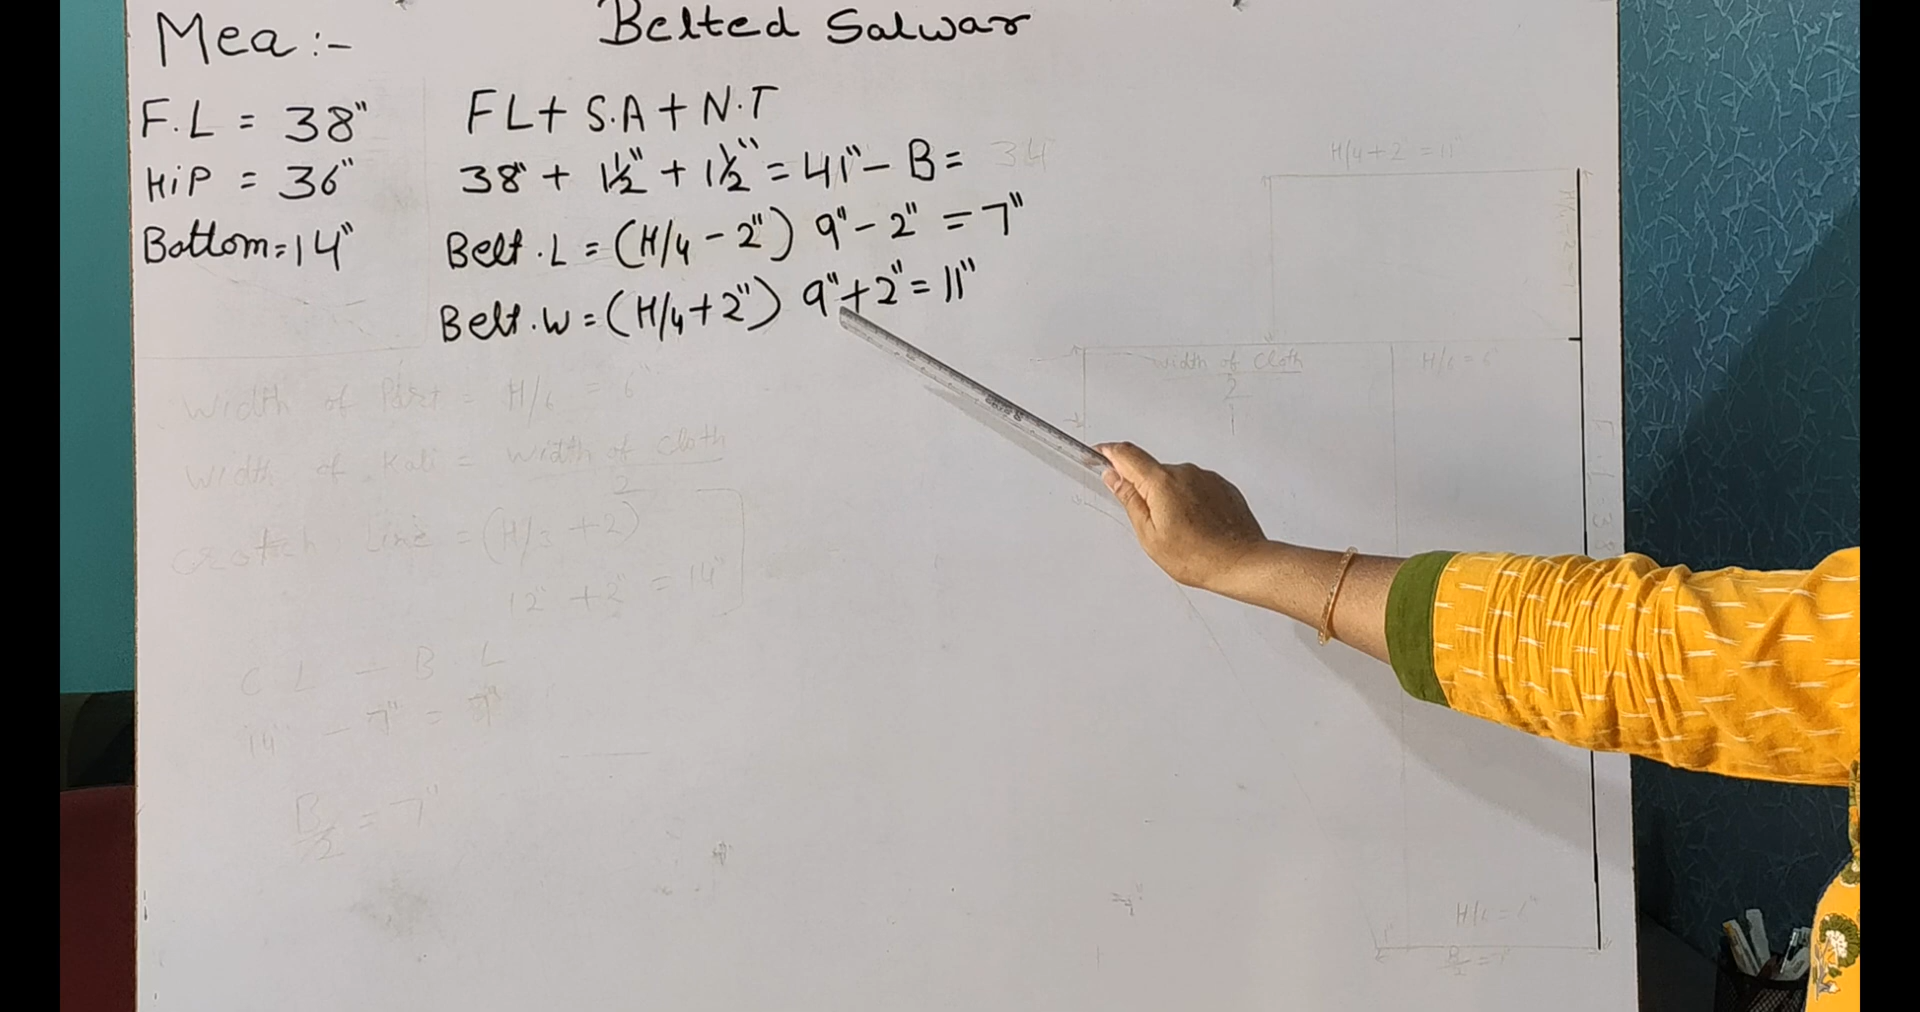 Belted Salwar
Mea :-
F.L = 38"
HiP = 36"
Bottom = 14"
FL + S.A + N.T
38" + 1½" + 1½" = 41" - B = 34
Belt . L = (H/4 - 2") 9" - 2" = 7"
Belt . W = (H/4 + 2") 9" + 2" = 11"
Width of Part = H/6 = 6"
Width of Kali = Width of Cloth
2
Crotch Line = (H/3 + 2)
12" + 2" = 14"
C L - B L
14" - 7" = 7"
B/2 = 7"
H/4 + 2" = 11"
Width of Cloth
2
H/6 = 6"
H/6 = 6"
B/2 = 7"